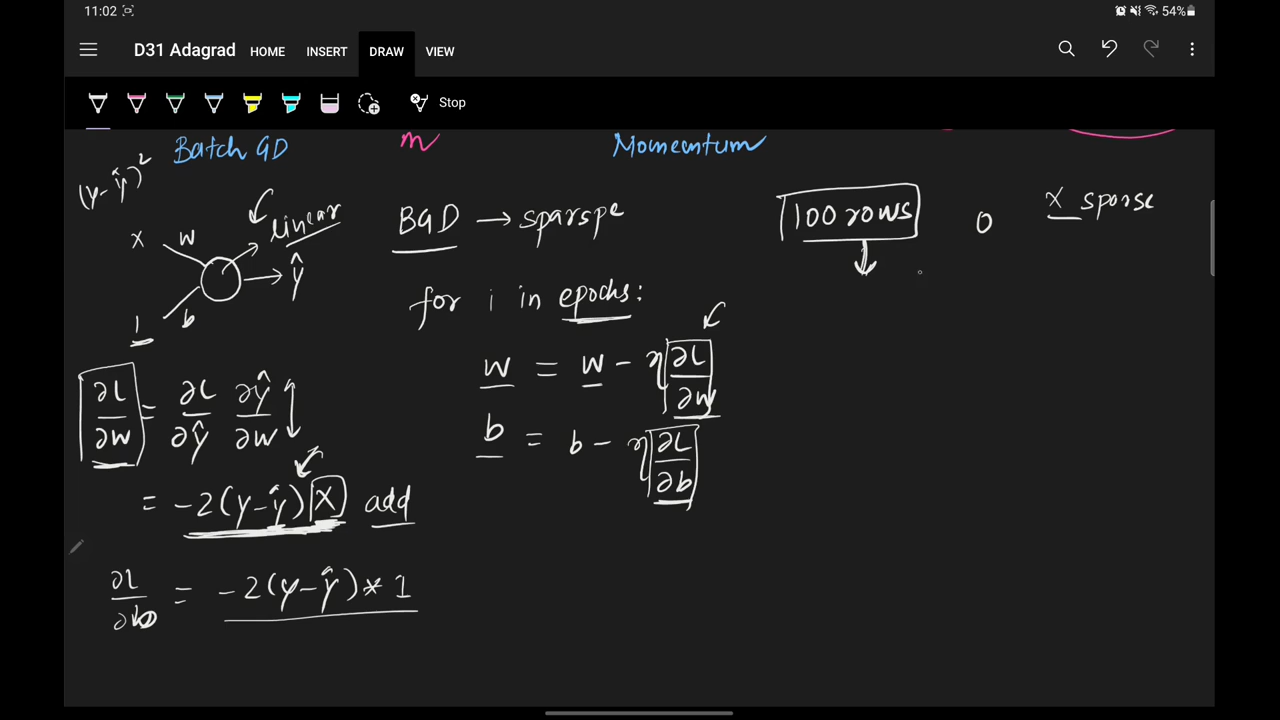 11:02 54%
D31 Adagrad HOME INSERT DRAW VIEW
Stop
Batch GD m Momentum
(y-ŷ)²
x w linear
ŷ
1 b
BGD → sparspe
100 rows ↓ 0 X sparse
for i in epochs:
w = w - η ∂L/∂w
b = b - η ∂L/∂b
∂L/∂w = ∂L/∂ŷ ∂ŷ/∂w
= -2(y-ŷ) X add
∂L/∂b = -2(y-ŷ) * 1